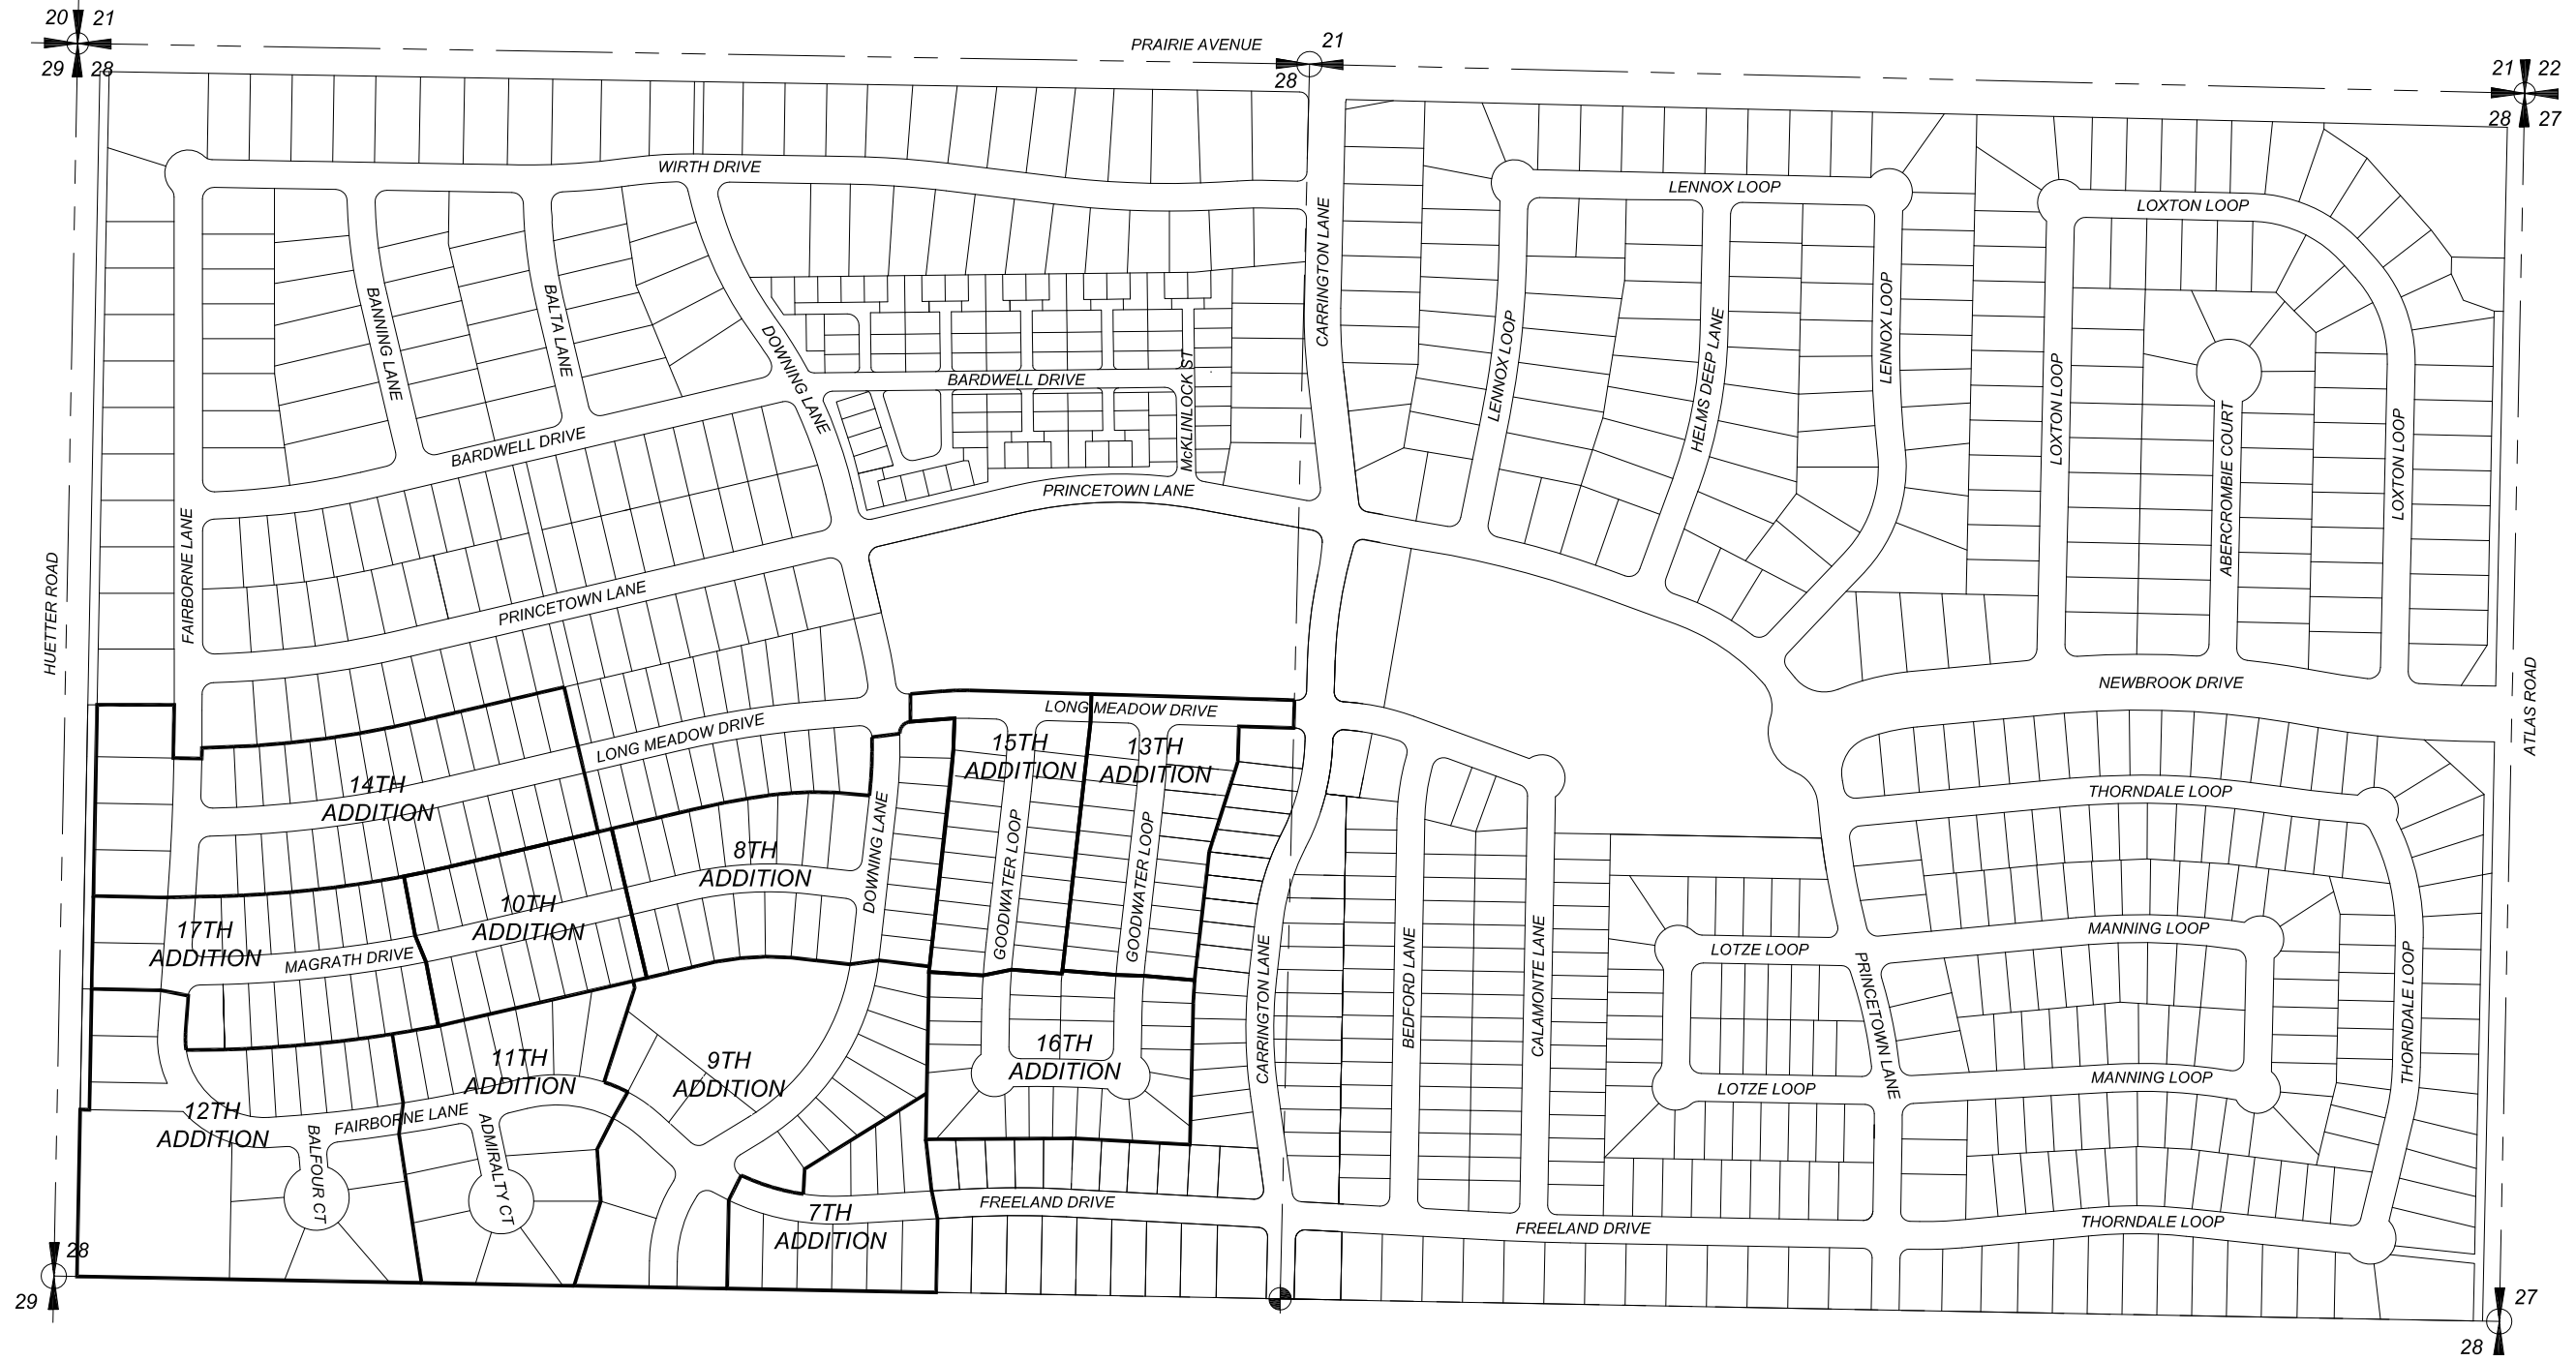 20 21
21
PRAIRIE AVENUE
21 22
29 28
28
28 27
WIRTH DRIVE
LENNOX LOOP
LOXTON LOOP
CARRINGTON LANE
BANNING LANE
BALTA LANE
DOWNING LANE
BARDWELL DRIVE
McKLINLOCK ST
LENNOX LOOP
HELMS DEEP LANE
LENNOX LOOP
LOXTON LOOP
ABERCROMBIE COURT
LOXTON LOOP
BARDWELL DRIVE
PRINCETOWN LANE
FAIRBORNE LANE
HUETTER ROAD
PRINCETOWN LANE
NEWBROOK DRIVE
ATLAS ROAD
LONG MEADOW DRIVE
LONG MEADOW DRIVE
15TH
ADDITION
13TH
ADDITION
14TH
ADDITION
THORNDALE LOOP
8TH
ADDITION
DOWNING LANE
GOODWATER LOOP
GOODWATER LOOP
10TH
ADDITION
17TH
ADDITION
MAGRATH DRIVE
CARRINGTON LANE
BEDFORD LANE
CALAMONTE LANE
LOTZE LOOP
MANNING LOOP
PRINCETOWN LANE
THORNDALE LOOP
16TH
ADDITION
11TH
ADDITION
9TH
ADDITION
LOTZE LOOP
MANNING LOOP
12TH
ADDITION
FAIRBORNE LANE
BALFOUR CT
ADMIRALTY CT
7TH
ADDITION
FREELAND DRIVE
FREELAND DRIVE
THORNDALE LOOP
28
29
27
28